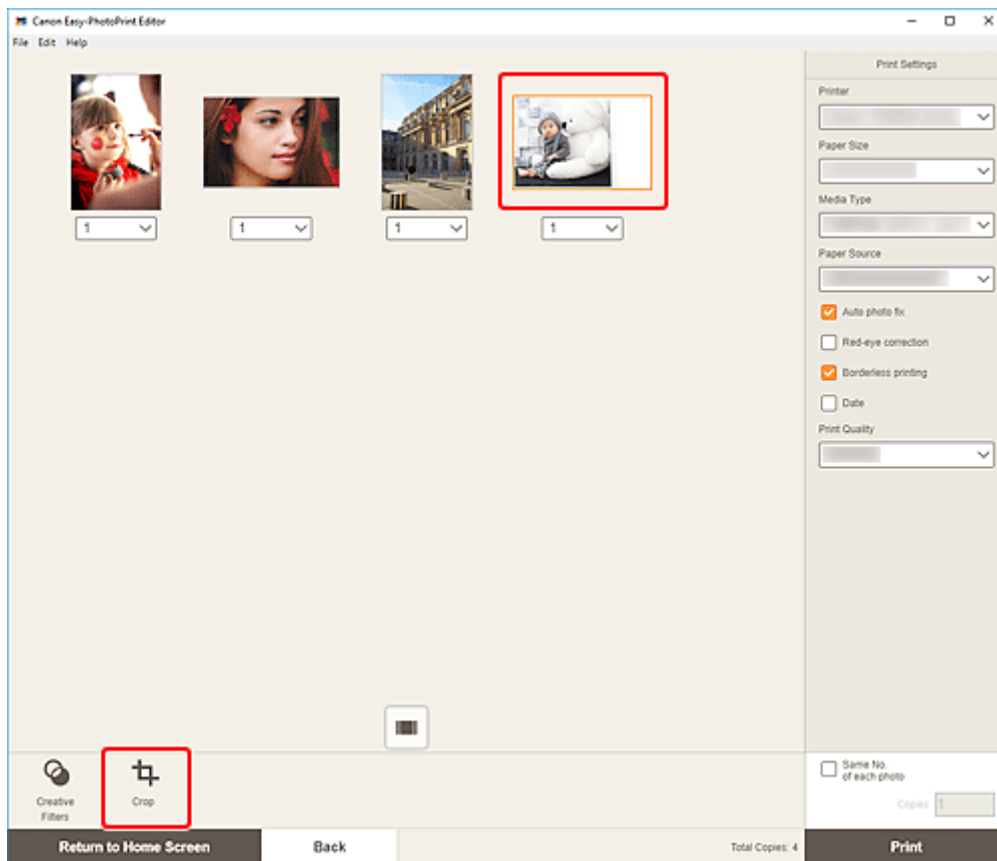 Canon Easy-PhotoPrint Editor
File Edit Help
Print Settings
Printer
Paper Size
Media Type
Paper Source
Auto photo fix
Red-eye correction
Borderless printing
Date
Print Quality
1 1 1 1
Creative
Filters
Crop
Same No.
of each photo
Copies 1
Return to Home Screen
Back
Total Copies: 4
Print